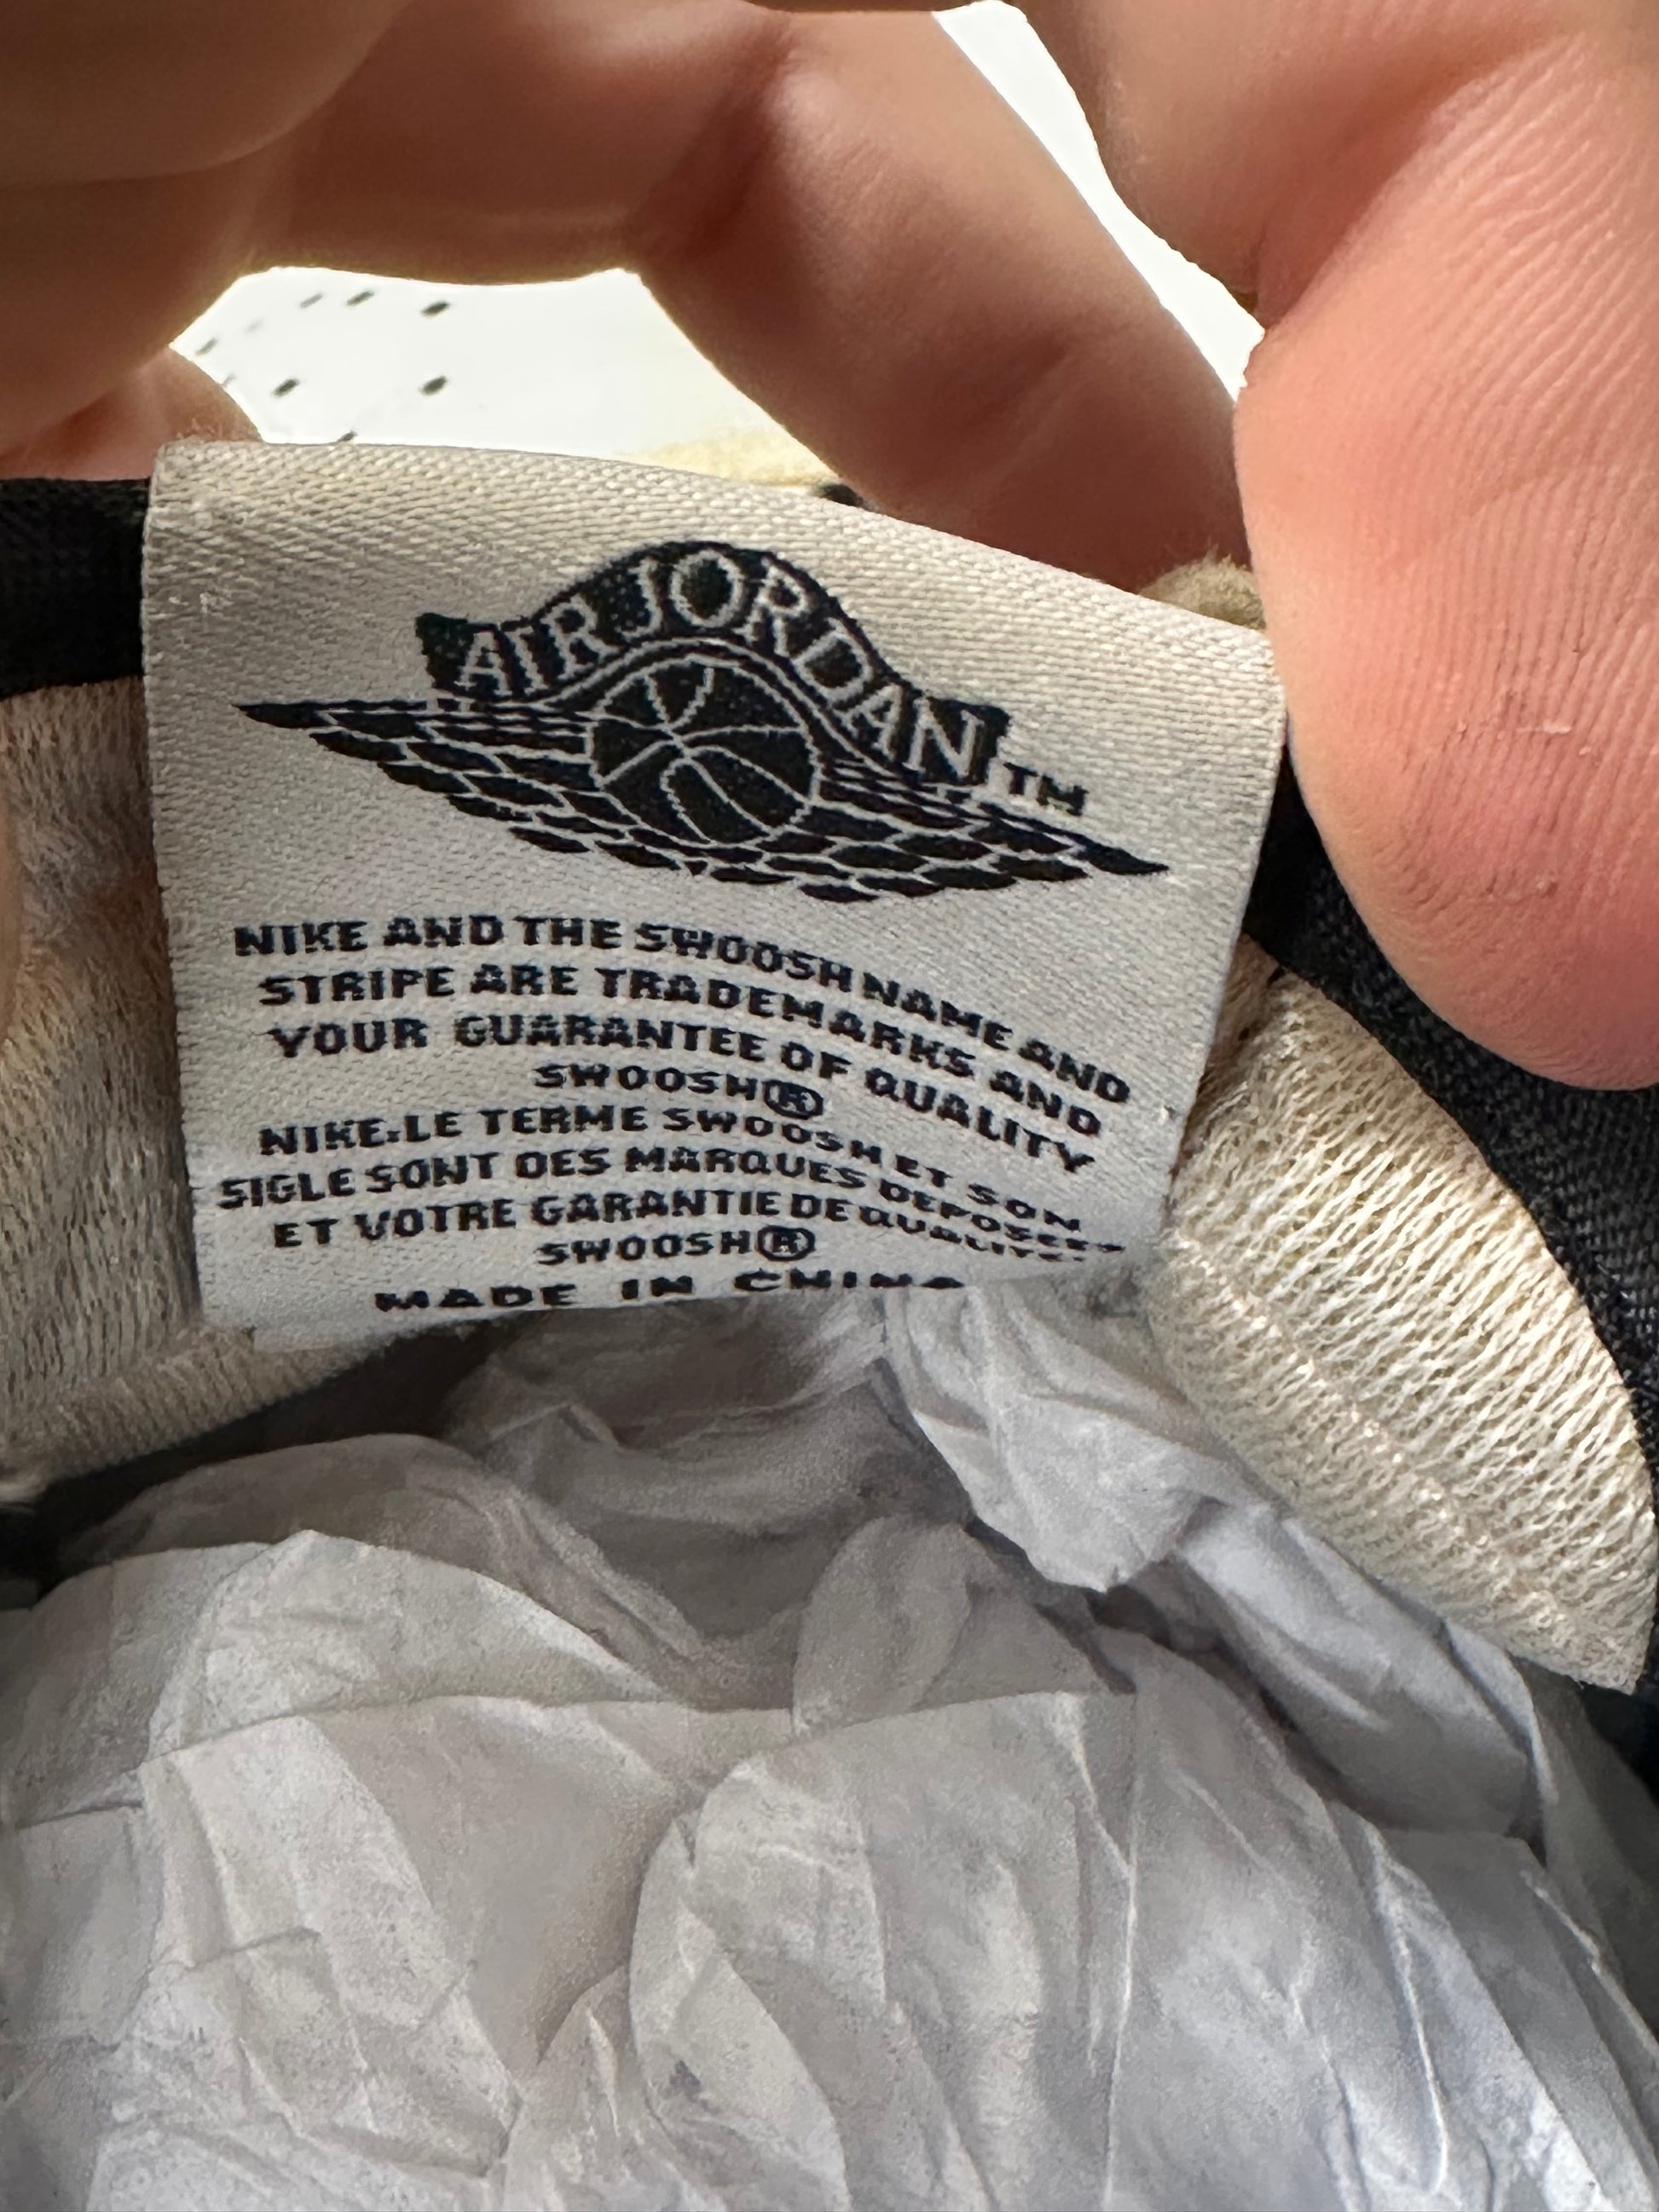 AIR JORDAN TM
NIKE AND THE SWOOSH NAME AND
STRIPE ARE TRADEMARKS AND
YOUR GUARANTEE OF QUALITY
SWOOSH®
NIKE.LE TERME SWOOSH ET SON
SIGLE SONT DES MARQUES DEPOSEES
ET VOTRE GARANTIE DE QUALITE
SWOOSH®
MADE IN CHINA